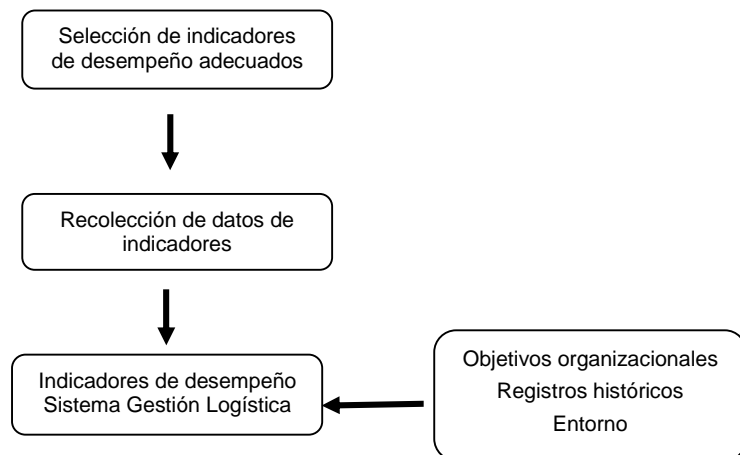 Selección de indicadores
de desempeño adecuados
Recolección de datos de
indicadores
Indicadores de desempeño
Sistema Gestión Logística
Objetivos organizacionales
Registros históricos
Entorno